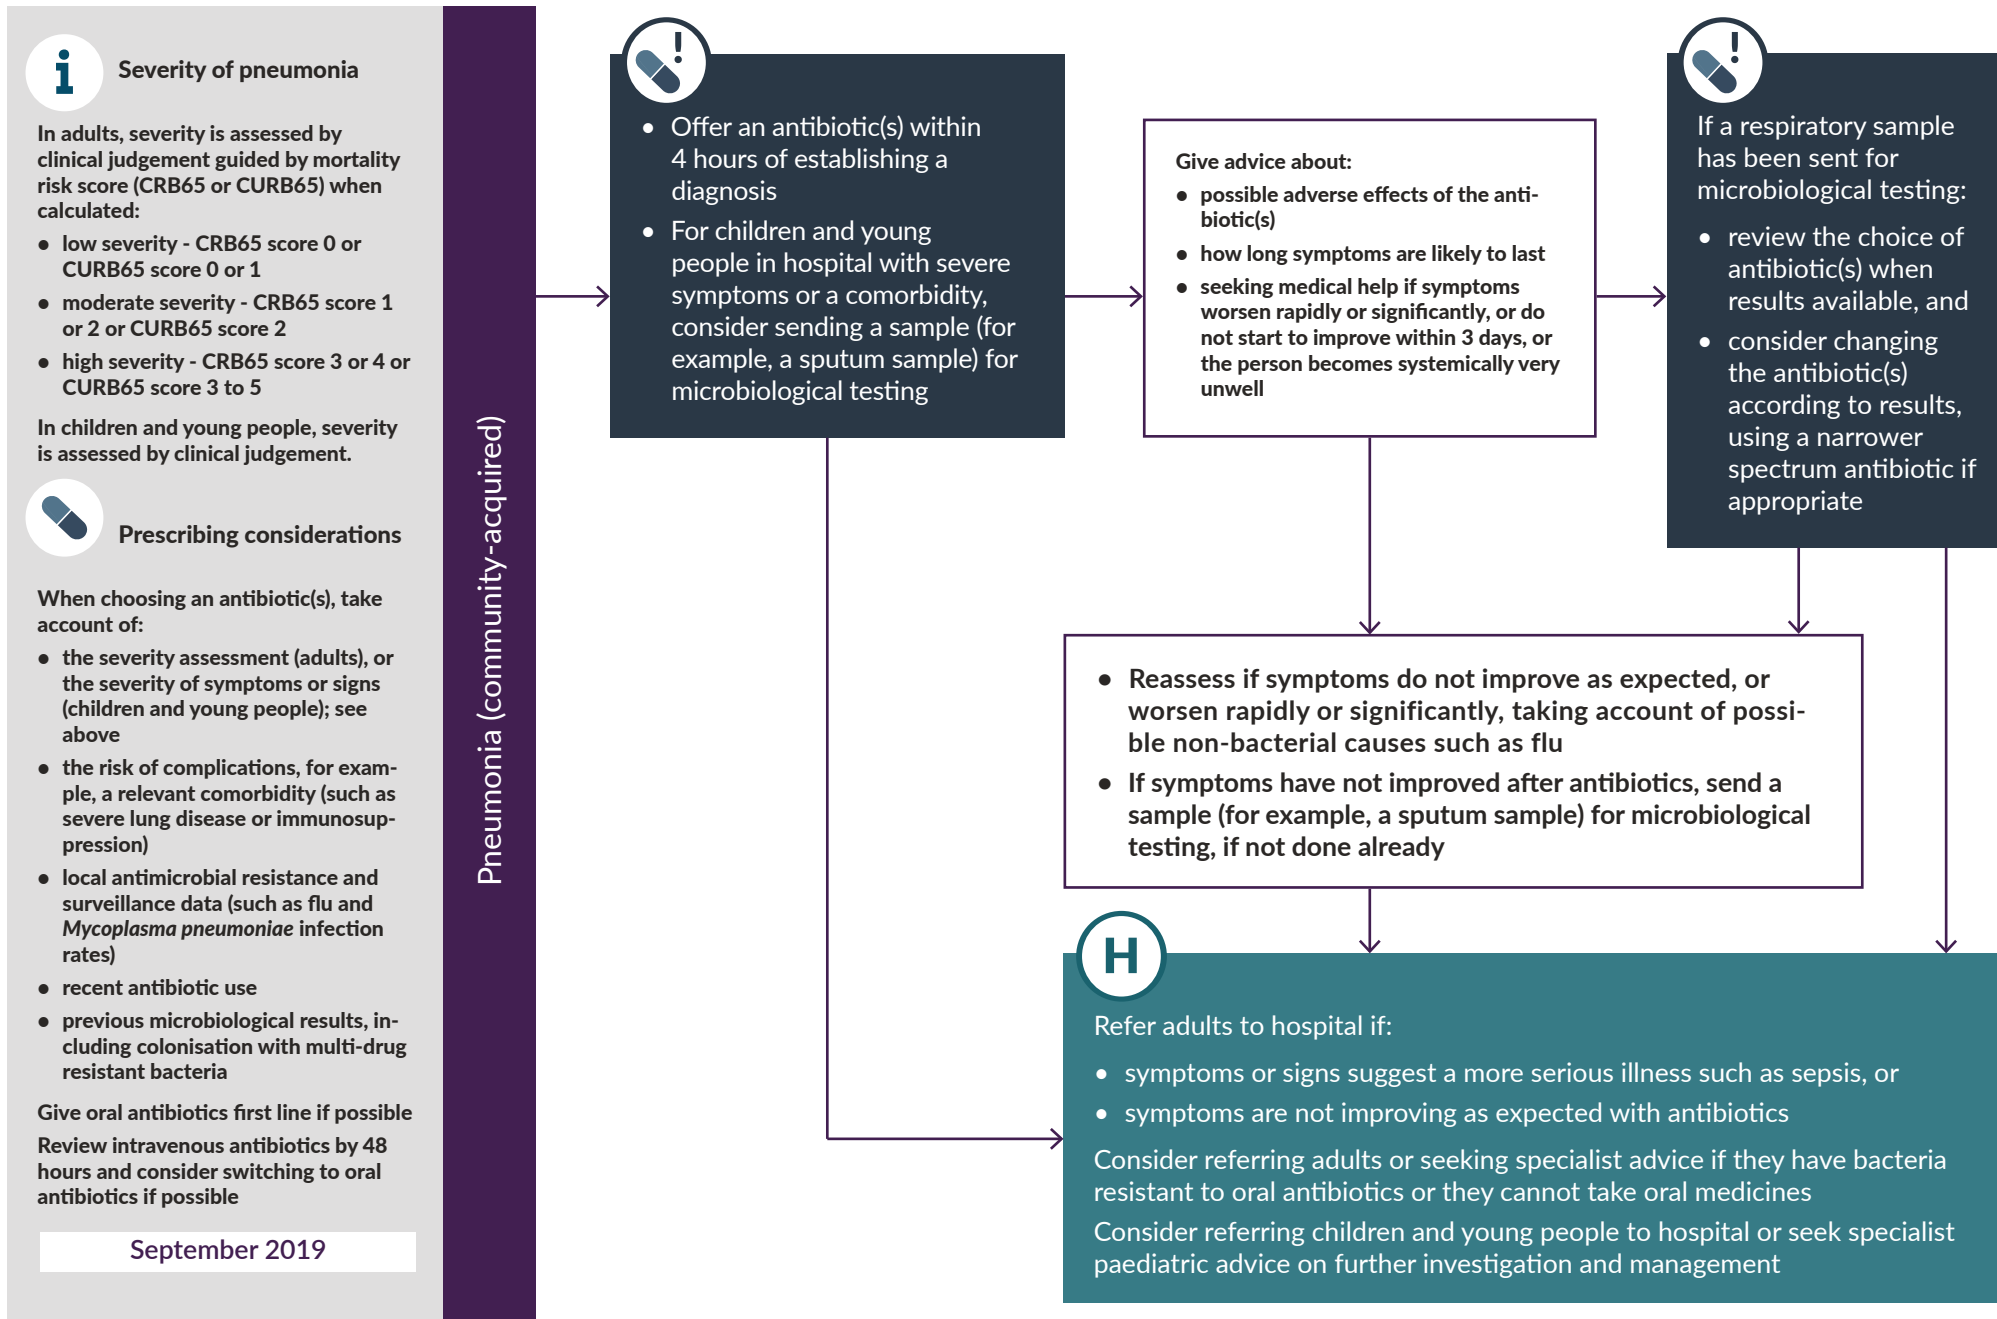 Severity of pneumonia
In adults, severity is assessed by
clinical judgement guided by mortality
risk score (CRB65 or CURB65) when
calculated:
● low severity - CRB65 score 0 or
CURB65 score 0 or 1
● moderate severity - CRB65 score 1
or 2 or CURB65 score 2
● high severity - CRB65 score 3 or 4 or
CURB65 score 3 to 5
In children and young people, severity
is assessed by clinical judgement.
Prescribing considerations
When choosing an antibiotic(s), take
account of:
● the severity assessment (adults), or
the severity of symptoms or signs
(children and young people); see
above
● the risk of complications, for exam-
ple, a relevant comorbidity (such as
severe lung disease or immunosup-
pression)
● local antimicrobial resistance and
surveillance data (such as flu and
Mycoplasma pneumoniae infection
rates)
● recent antibiotic use
● previous microbiological results, in-
cluding colonisation with multi-drug
resistant bacteria
Give oral antibiotics first line if possible
Review intravenous antibiotics by 48
hours and consider switching to oral
antibiotics if possible
September 2019
Pneumonia (community-acquired)
● Offer an antibiotic(s) within
4 hours of establishing a
diagnosis
● For children and young
people in hospital with severe
symptoms or a comorbidity,
consider sending a sample (for
example, a sputum sample) for
microbiological testing
Give advice about:
● possible adverse effects of the anti-
biotic(s)
● how long symptoms are likely to last
● seeking medical help if symptoms
worsen rapidly or significantly, or do
not start to improve within 3 days, or
the person becomes systemically very
unwell
If a respiratory sample
has been sent for
microbiological testing:
● review the choice of
antibiotic(s) when
results available, and
● consider changing
the antibiotic(s)
according to results,
using a narrower
spectrum antibiotic if
appropriate
● Reassess if symptoms do not improve as expected, or
worsen rapidly or significantly, taking account of possi-
ble non-bacterial causes such as flu
● If symptoms have not improved after antibiotics, send a
sample (for example, a sputum sample) for microbiological
testing, if not done already
H
Refer adults to hospital if:
● symptoms or signs suggest a more serious illness such as sepsis, or
● symptoms are not improving as expected with antibiotics
Consider referring adults or seeking specialist advice if they have bacteria
resistant to oral antibiotics or they cannot take oral medicines
Consider referring children and young people to hospital or seek specialist
paediatric advice on further investigation and management